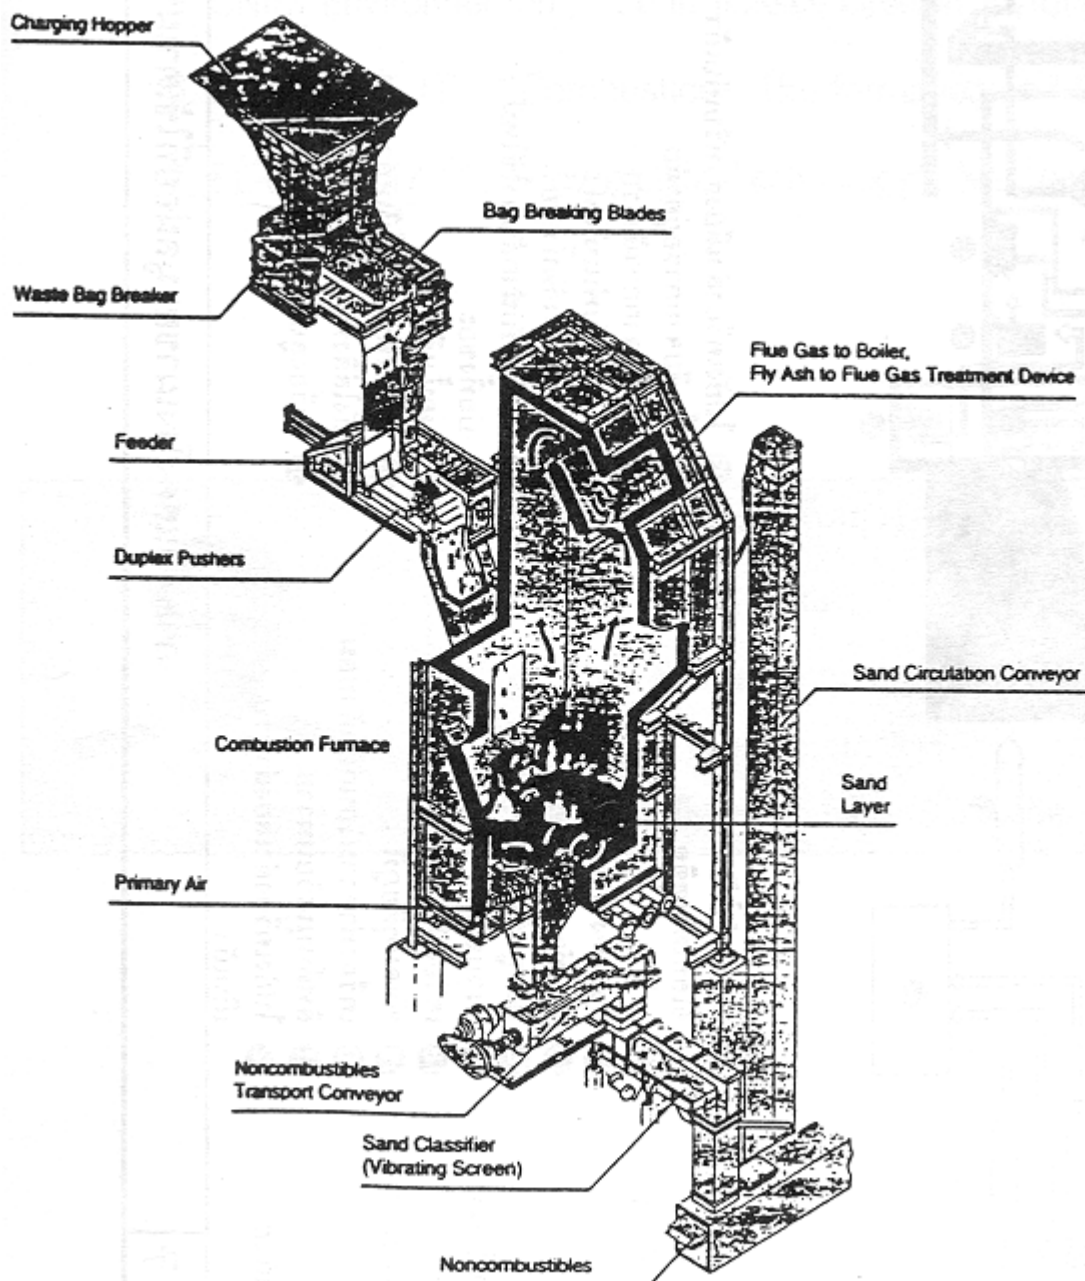 Charging Hopper
Bag Breaking Blades
Waste Bag Breaker
Flue Gas to Boiler,
Fly Ash to Flue Gas Treatment Device
Feeder
Duplex Pushers
Sand Circulation Conveyor
Combustion Furnace
Sand
Layer
Primary Air
Noncombustibles
Transport Conveyor
Sand Classifier
(Vibrating Screen)
Noncombustibles